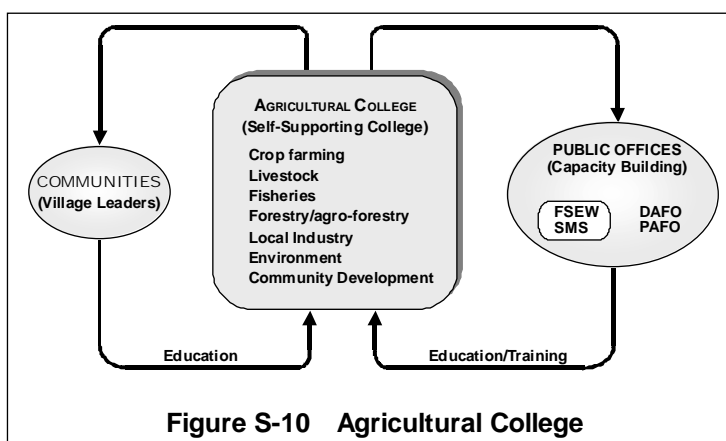 AGRICULTURAL COLLEGE
(Self-Supporting College)
Crop farming
Livestock
Fisheries
Forestry/agro-forestry
Local Industry
Environment
Community Development
COMMUNITIES
(Village Leaders)
PUBLIC OFFICES
(Capacity Building)
FSEW DAFO
SMS PAFO
Education
Education/Training
Figure S-10 Agricultural College